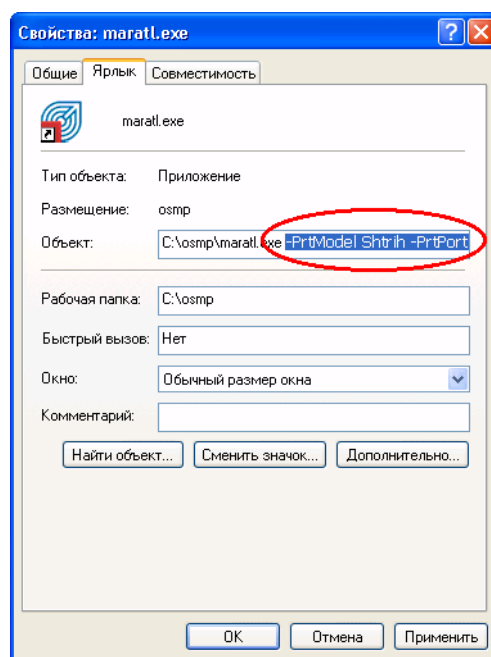 Свойства: maratl.exe
Общие Ярлык Совместимость
maratl.exe
Тип объекта: Приложение
Размещение: osmp
Объект: C:\osmp\maratl.exe -PrtModel Shtrih -PrtPort
Рабочая папка: C:\osmp
Быстрый вызов: Нет
Окно: Обычный размер окна
Комментарий:
Найти объект... Сменить значок... Дополнительно...
OK Отмена Применить